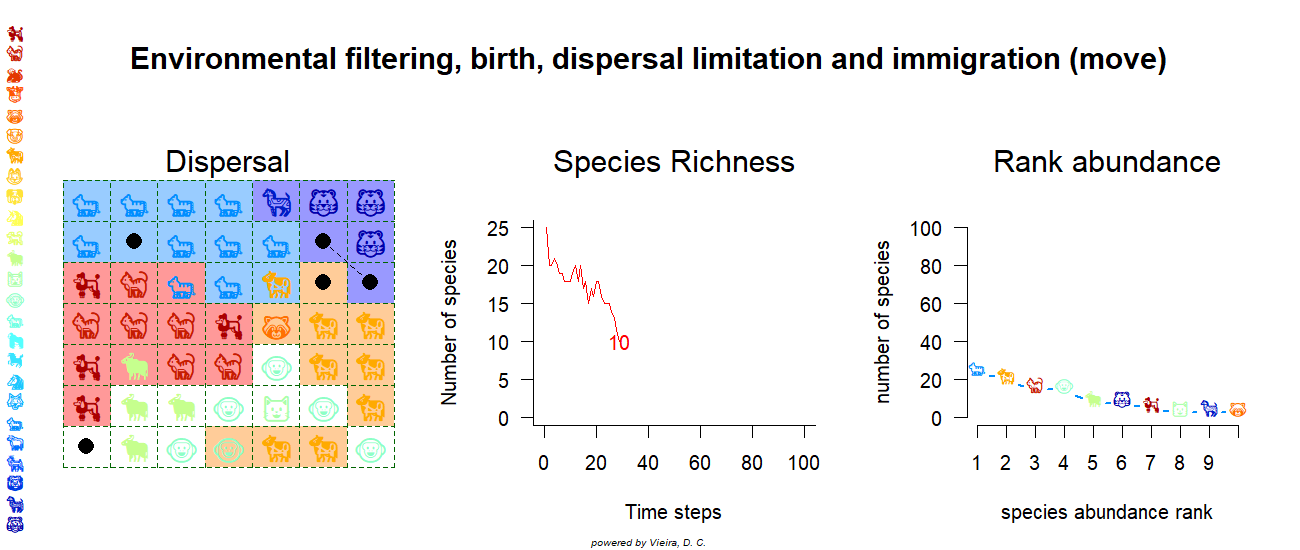 Environmental filtering, birth, dispersal limitation and immigration (move)
Dispersal
Species Richness
Number of species
25
20
15
10
5
0
10
0 20 40 60 80 100
Time steps
Rank abundance
number of species
100
80
60
40
20
0
1 2 3 4 5 6 7 8 9
species abundance rank
powered by Vieira, D. C.